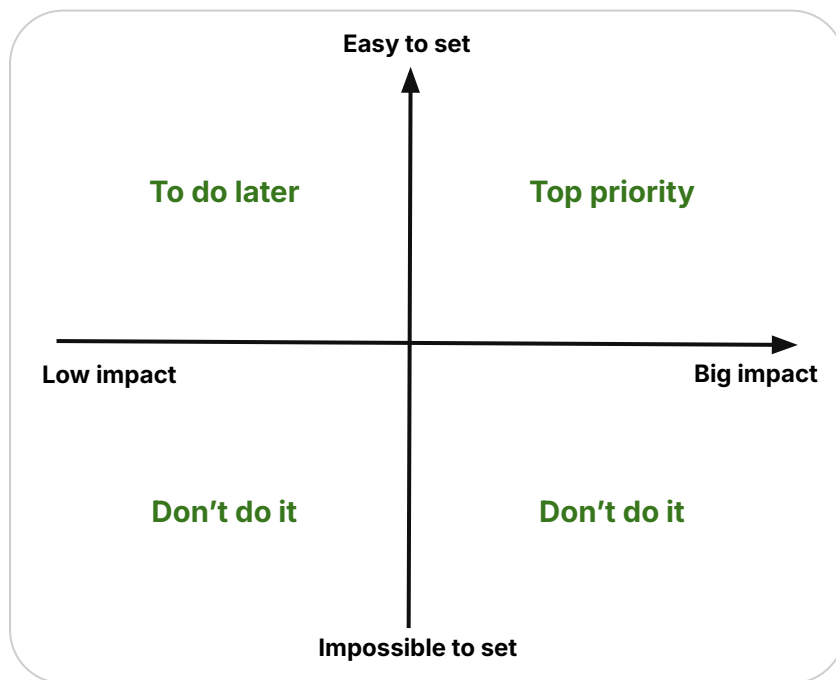 Easy to set
To do later
Top priority
Low impact
Big impact
Don’t do it
Don’t do it
Impossible to set